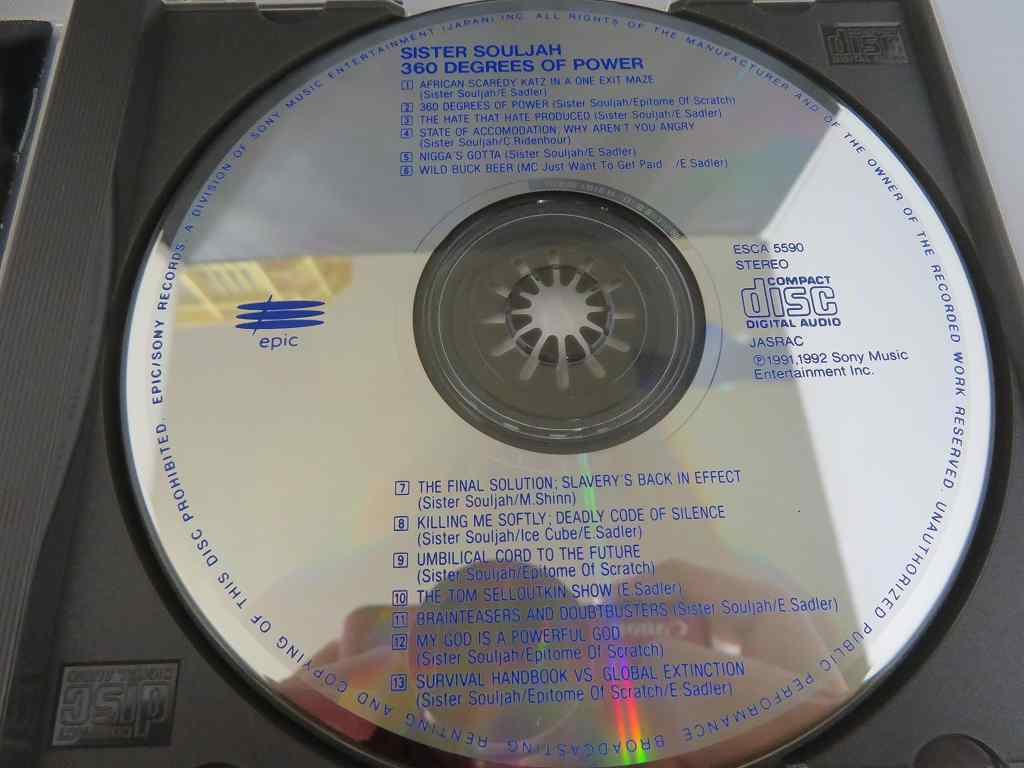 SISTER SOULJAH
360 DEGREES OF POWER
1 AFRICAN SCAREDY KATZ IN A ONE EXIT MAZE
(Sister Souljah/E.Sadler)
2 360 DEGREES OF POWER (Sister Souljah/Epitome Of Scratch)
3 THE HATE THAT HATE PRODUCED (Sister Souljah/E.Sadler)
4 STATE OF ACCOMODATION; WHY AREN'T YOU ANGRY
(Sister Souljah/C.Ridenhour)
5 NIGGA'S GOTTA (Sister Souljah/E.Sadler)
6 WILD BUCK BEER (MC Just Want To Get Paid.../E.Sadler)
ESCA 5590
STEREO
COMPACT
disc
DIGITAL AUDIO
JASRAC
Ⓟ1991,1992 Sony Music
Entertainment Inc.
epic
7 THE FINAL SOLUTION; SLAVERY'S BACK IN EFFECT
(Sister Souljah/M.Shinn)
8 KILLING ME SOFTLY; DEADLY CODE OF SILENCE
(Sister Souljah/Ice Cube/E.Sadler)
9 UMBILICAL CORD TO THE FUTURE
(Sister Souljah/Epitome Of Scratch)
10 THE TOM SELLOUTKIN SHOW (E.Sadler)
11 BRAINTEASERS AND DOUBTBUSTERS (Sister Souljah/E.Sadler)
12 MY GOD IS A POWERFUL GOD
(Sister Souljah/Epitome Of Scratch)
13 SURVIVAL HANDBOOK VS. GLOBAL EXTINCTION
(Sister Souljah/Epitome Of Scratch/E.Sadler)
EPIC/SONY RECORDS. A DIVISION OF SONY MUSIC ENTERTAINMENT (JAPAN) INC. ALL RIGHTS OF THE MANUFACTURER AND OF THE OWNER OF THE RECORDED WORK RESERVED. UNAUTHORIZED PUBLIC PERFORMANCE BROADCASTING RENTING AND COPYING OF THIS DISC PROHIBITED.
disc
disc